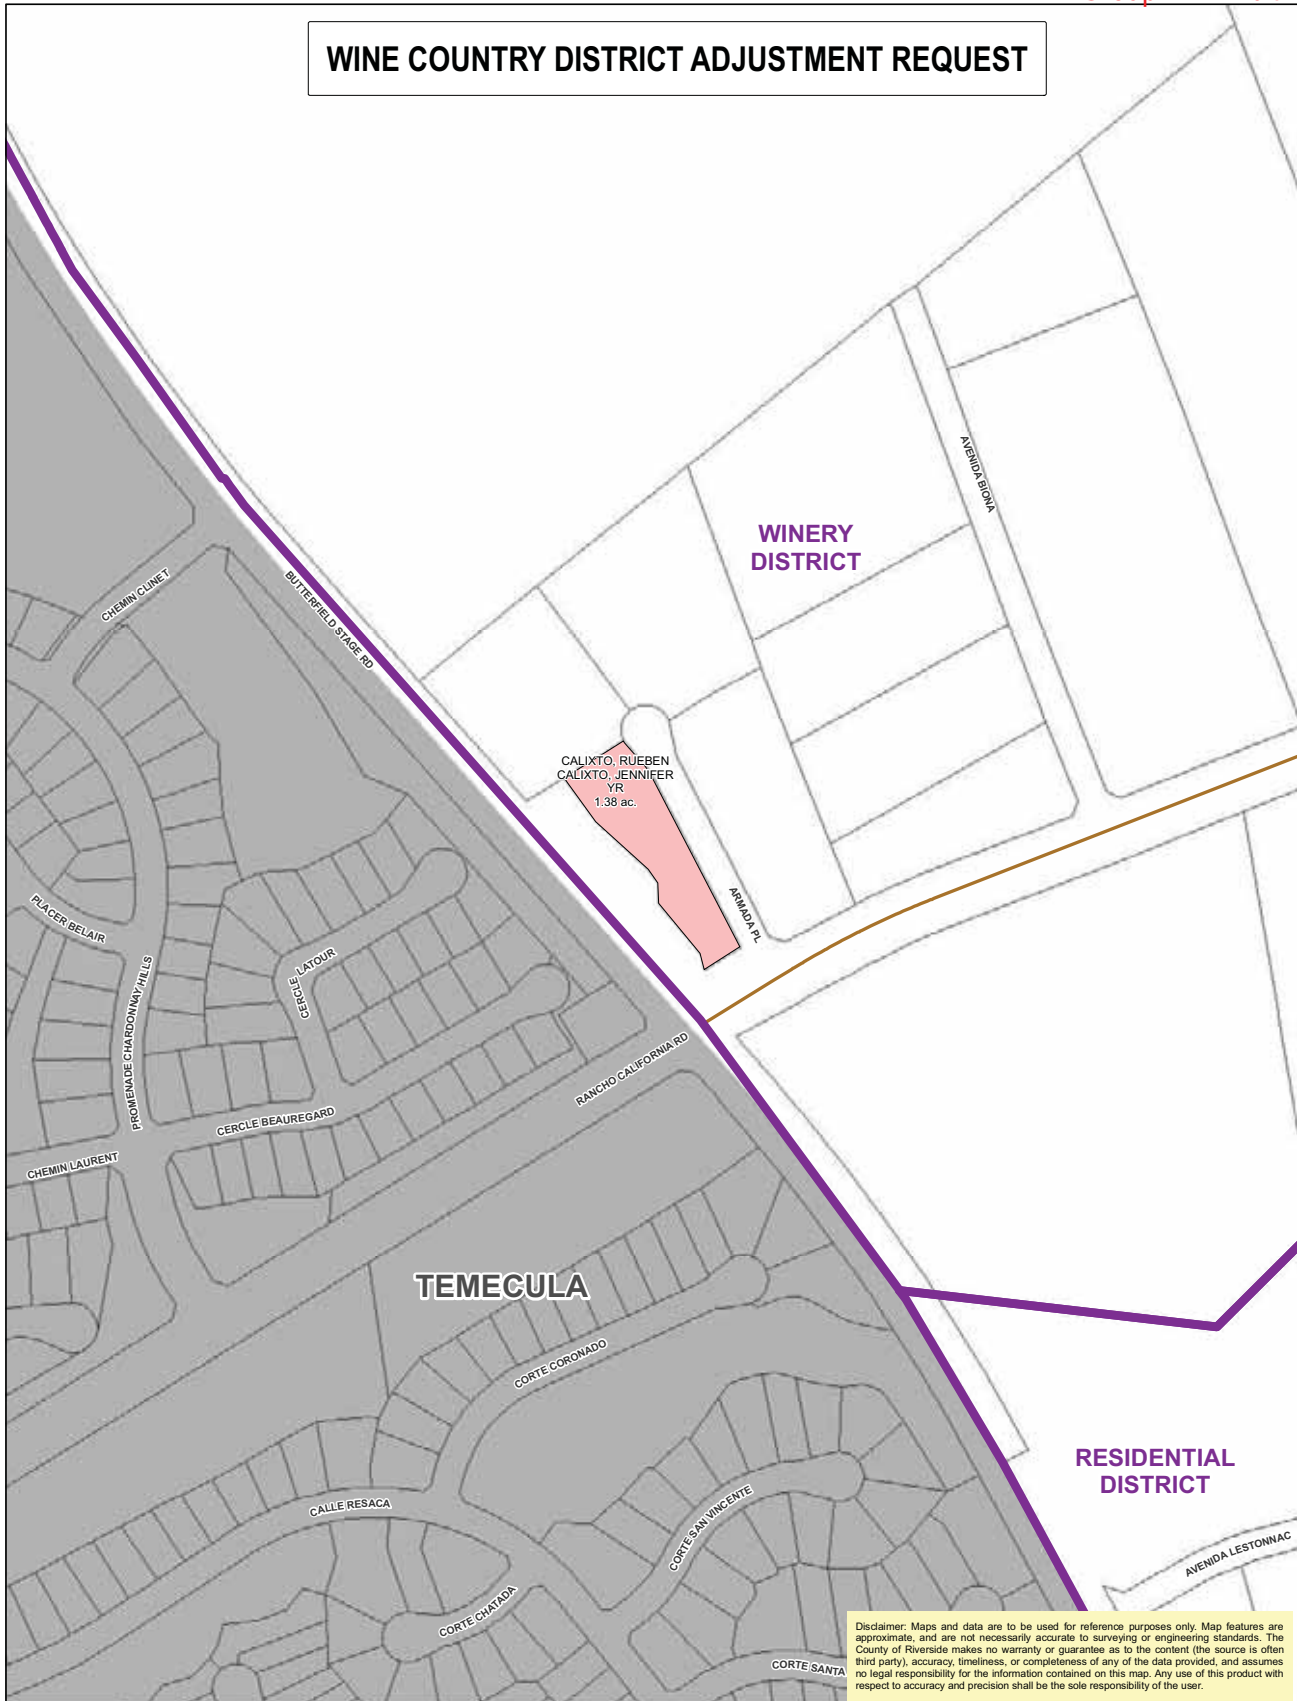 WINE COUNTRY DISTRICT ADJUSTMENT REQUEST
AVENIDA BIONA
WINERY
DISTRICT
CHEMIN CLINET
BUTTERFIELD STAGE RD
CALIXTO, RUEBEN
CALIXTO, JENNIFER
YR
1.38 ac.
ARMADA PL
PLACER BELAIR
CERCLE LATOUR
PROMENADE CHARDONNAY HILLS
RANCHO CALIFORNIA RD
CERCLE BEAUREGARD
CHEMIN LAURENT
TEMECULA
CORTE CORONADO
RESIDENTIAL
DISTRICT
CALLE RESACA
CORTE SAN VINCENTE
AVENIDA LESTONNAC
CORTE CHATADA
CORTE SANTA
Disclaimer: Maps and data are to be used for reference purposes only. Map features are
approximate, and are not necessarily accurate to surveying or engineering standards. The
County of Riverside makes no warranty or guarantee as to the content (the source is often
third party), accuracy, timeliness, or completeness of any of the data provided, and assumes
no legal responsibility for the information contained on this map. Any use of this product with
respect to accuracy and precision shall be the sole responsibility of the user.